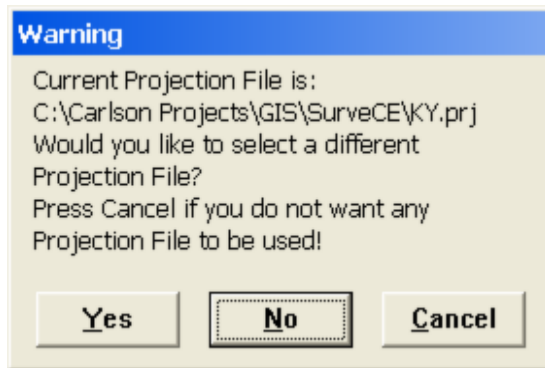 Warning
Current Projection File is:
C:\Carlson Projects\GIS\SurveCE\KY.prj
Would you like to select a different
Projection File?
Press Cancel if you do not want any
Projection File to be used!
Yes No Cancel